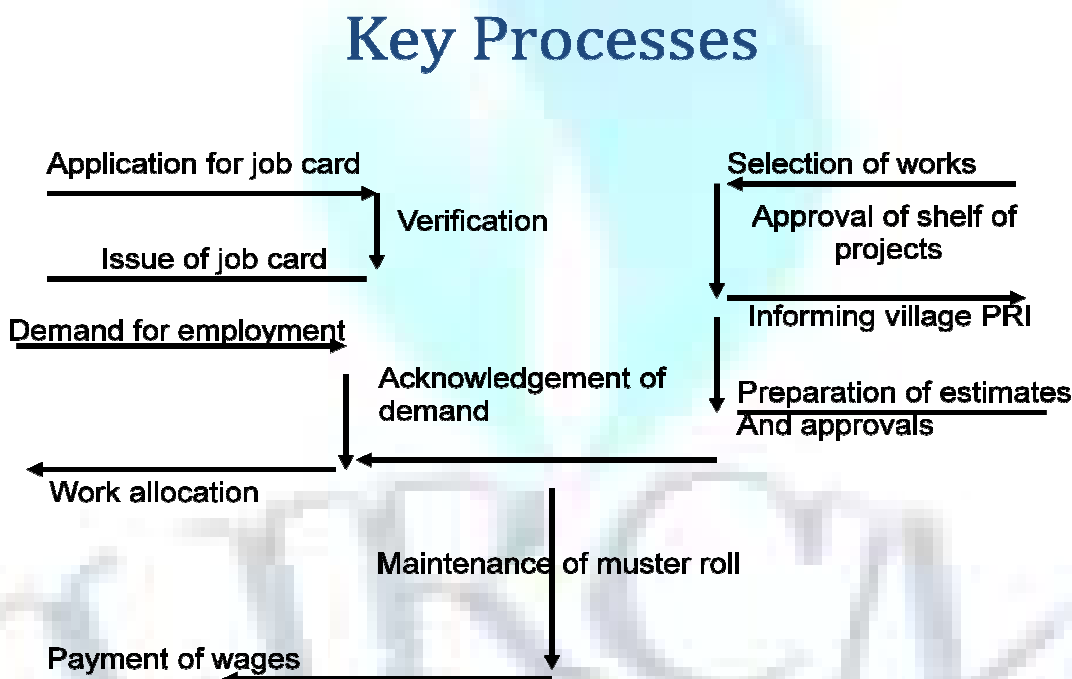 Key Processes
Application for job card
Verification
Issue of job card
Demand for employment
Acknowledgement of
demand
Work allocation
Selection of works
Approval of shelf of
projects
Informing village PRI
Preparation of estimates
And approvals
Maintenance of muster roll
Payment of wages